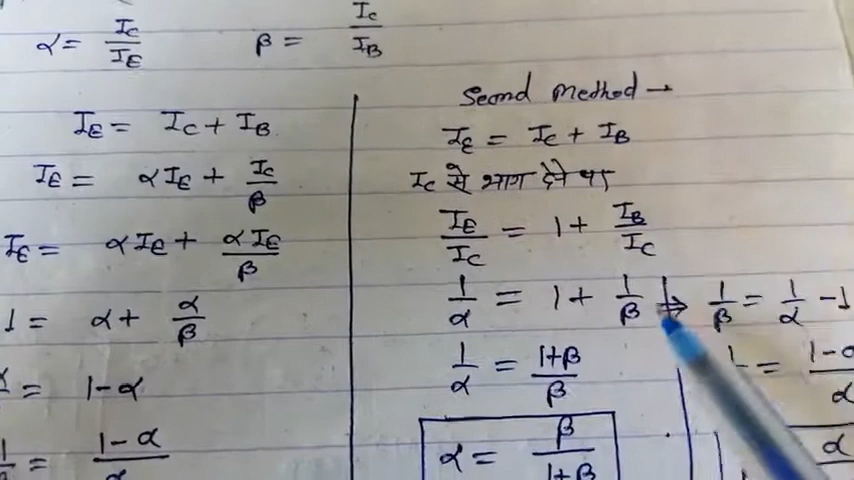 α = I_C/I_E    β = I_C/I_B
I_E = I_C + I_B
I_E = αI_E + I_C/β
I_E = αI_E + αI_E/β
1 = α + α/β
= 1-α
= 1-α
Second method →
I_E = I_C + I_B
I_C से भाग देने पर
I_E/I_C = 1 + I_B/I_C
1/α = 1 + 1/β ⇒ 1/β = 1/α - 1
1/α = 1+β/β
= 1-α/α
α = β/1+β
α